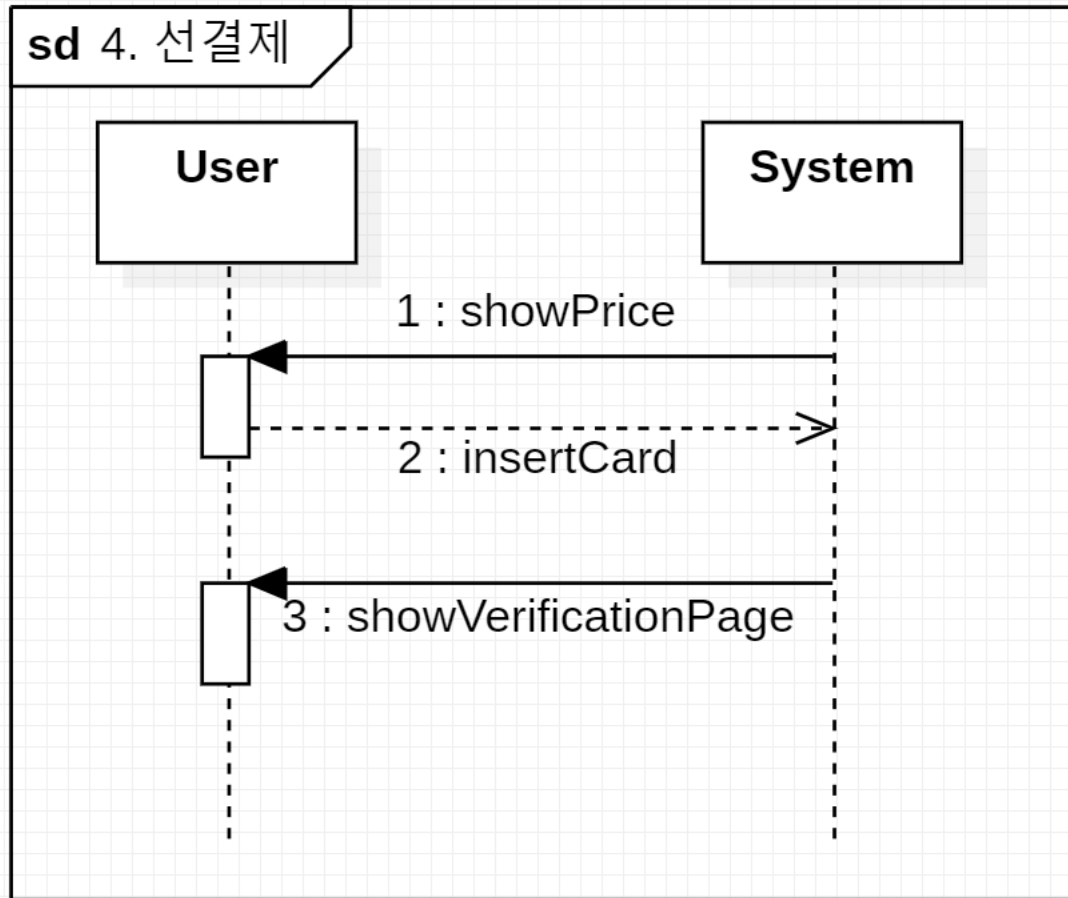 sd 4. 선결제
User
System
1 : showPrice
2 : insertCard
3 : showVerificationPage